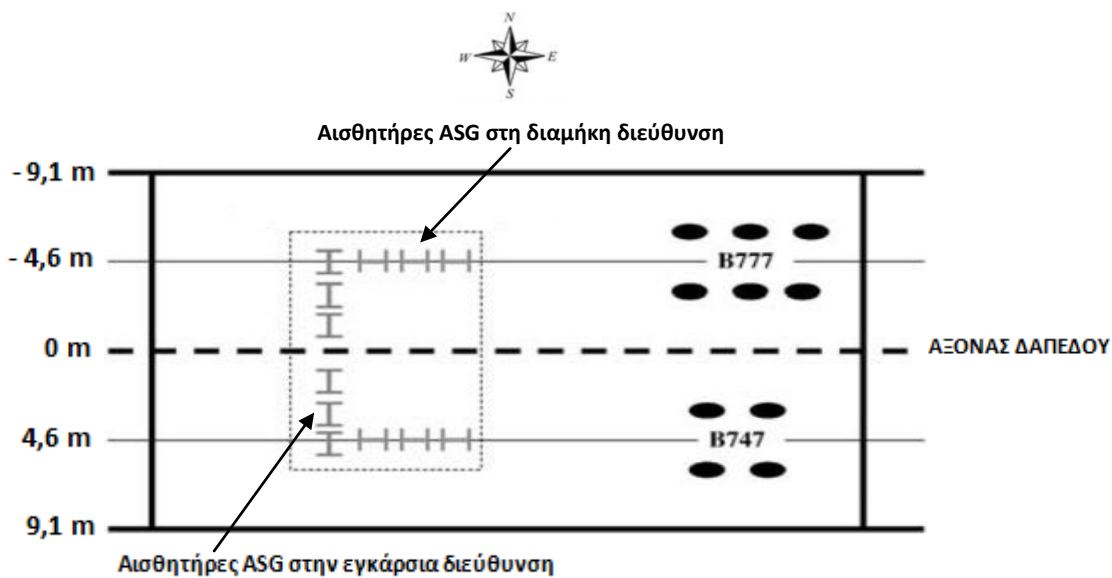 N
W E
S
Αισθητήρες ASG στη διαμήκη διεύθυνση
- 9,1 m
- 4,6 m
B777
0 m
ΑΞΟΝΑΣ ΔΑΠΕΔΟΥ
4,6 m
B747
9,1 m
Αισθητήρες ASG στην εγκάρσια διεύθυνση